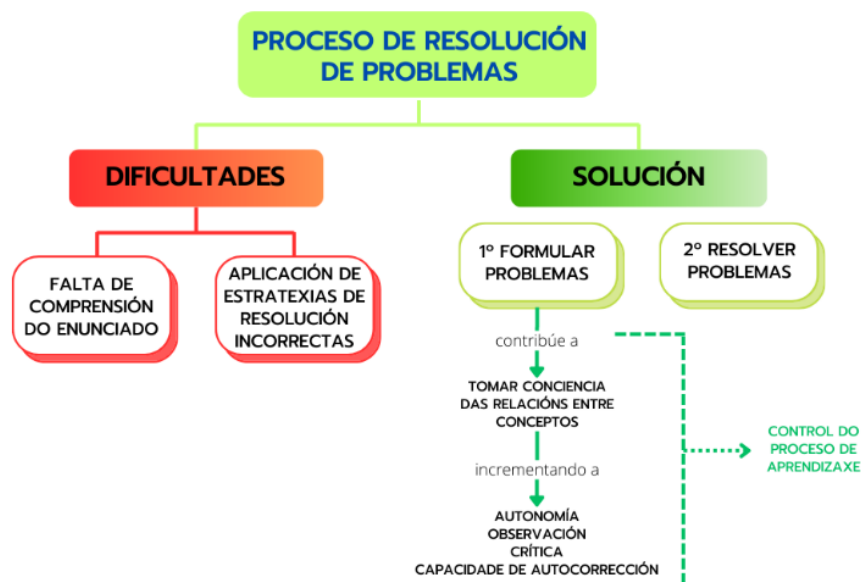 PROCESO DE RESOLUCIÓN
DE PROBLEMAS
DIFICULTADES
SOLUCIÓN
FALTA DE
COMPRENSIÓN
DO ENUNCIADO
APLICACIÓN DE
ESTRATEXIAS DE
RESOLUCIÓN
INCORRECTAS
1º FORMULAR
PROBLEMAS
2º RESOLVER
PROBLEMAS
contribúe a
TOMAR CONCIENCIA
DAS RELACIÓNS ENTRE
CONCEPTOS
incrementando a
AUTONOMÍA
OBSERVACIÓN
CRÍTICA
CAPACIDADE DE AUTOCORRECCIÓN
CONTROL DO
PROCESO DE
APRENDIZAXE